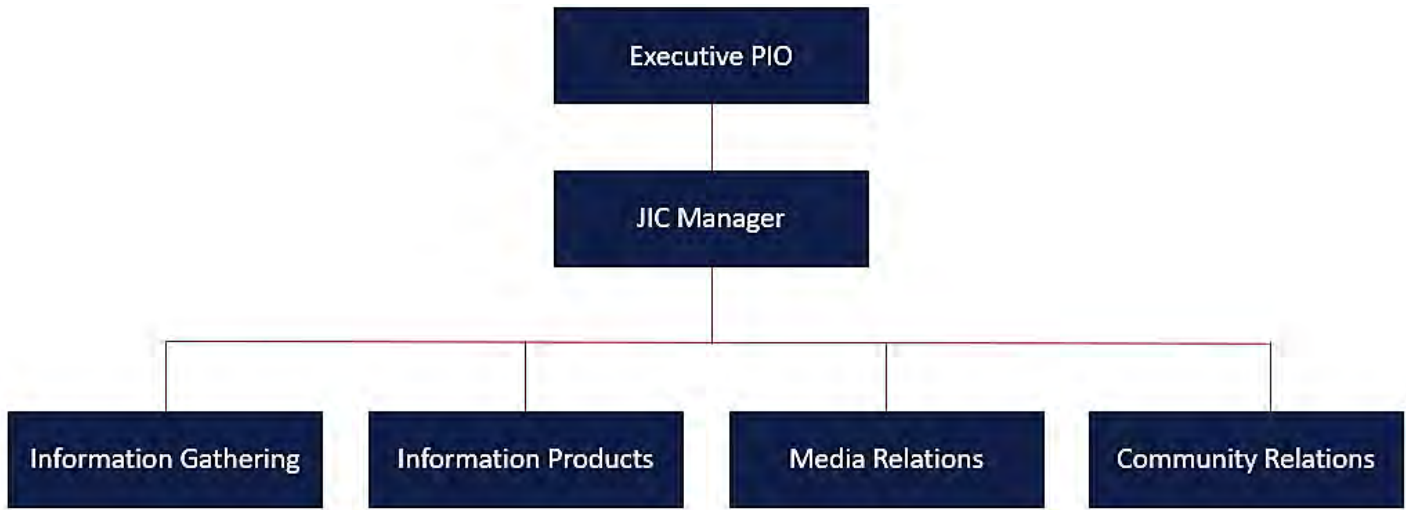 Executive PIO
JIC Manager
Information Gathering
Information Products
Media Relations
Community Relations